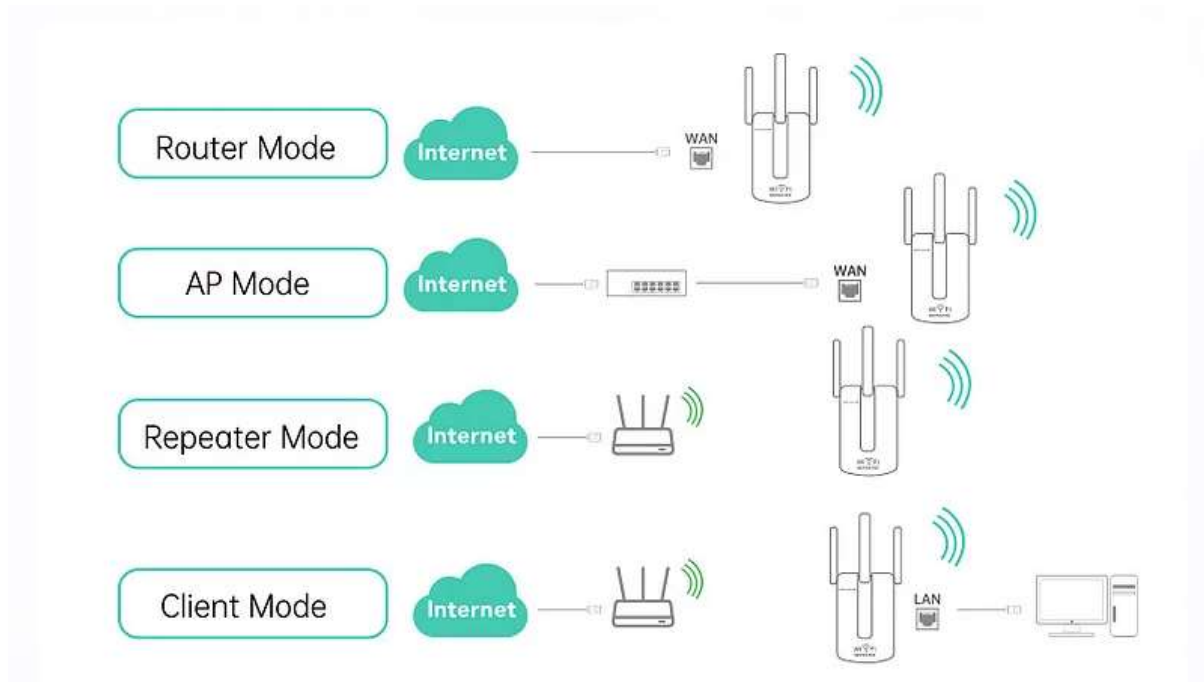 Router Mode
Internet
WAN
AP Mode
Internet
WAN
Repeater Mode
Internet
Client Mode
Internet
LAN